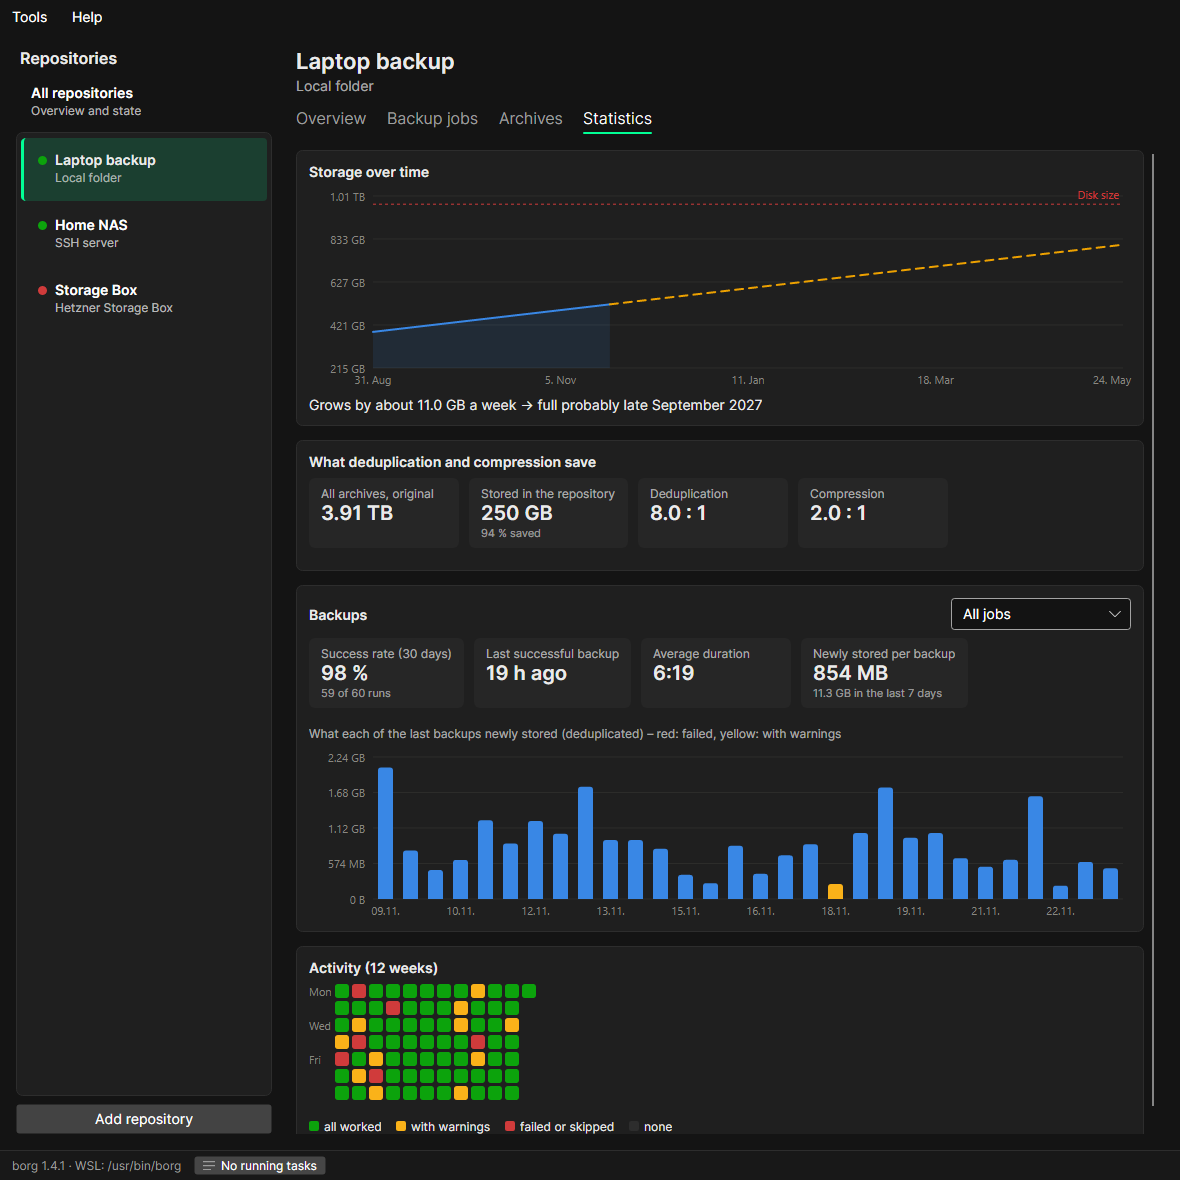 Tools Help
Repositories
All repositories
Overview and state
Laptop backup
Local folder
Home NAS
SSH server
Storage Box
Hetzner Storage Box
Add repository
Laptop backup
Local folder
Overview Backup jobs Archives Statistics
Storage over time
1.01 TB
Disk size
833 GB
627 GB
421 GB
215 GB
31. Aug 5. Nov 11. Jan 18. Mar 24. May
Grows by about 11.0 GB a week → full probably late September 2027
What deduplication and compression save
All archives, original
3.91 TB
Stored in the repository
250 GB
94 % saved
Deduplication
8.0 : 1
Compression
2.0 : 1
Backups
All jobs
Success rate (30 days)
98 %
59 of 60 runs
Last successful backup
19 h ago
Average duration
6:19
Newly stored per backup
854 MB
11.3 GB in the last 7 days
What each of the last backups newly stored (deduplicated) – red: failed, yellow: with warnings
2.24 GB
1.68 GB
1.12 GB
574 MB
0 B
09.11. 10.11. 12.11. 13.11. 15.11. 16.11. 18.11. 19.11. 21.11. 22.11.
Activity (12 weeks)
Mon
Wed
Fri
all worked with warnings failed or skipped none
borg 1.4.1 · WSL: /usr/bin/borg No running tasks